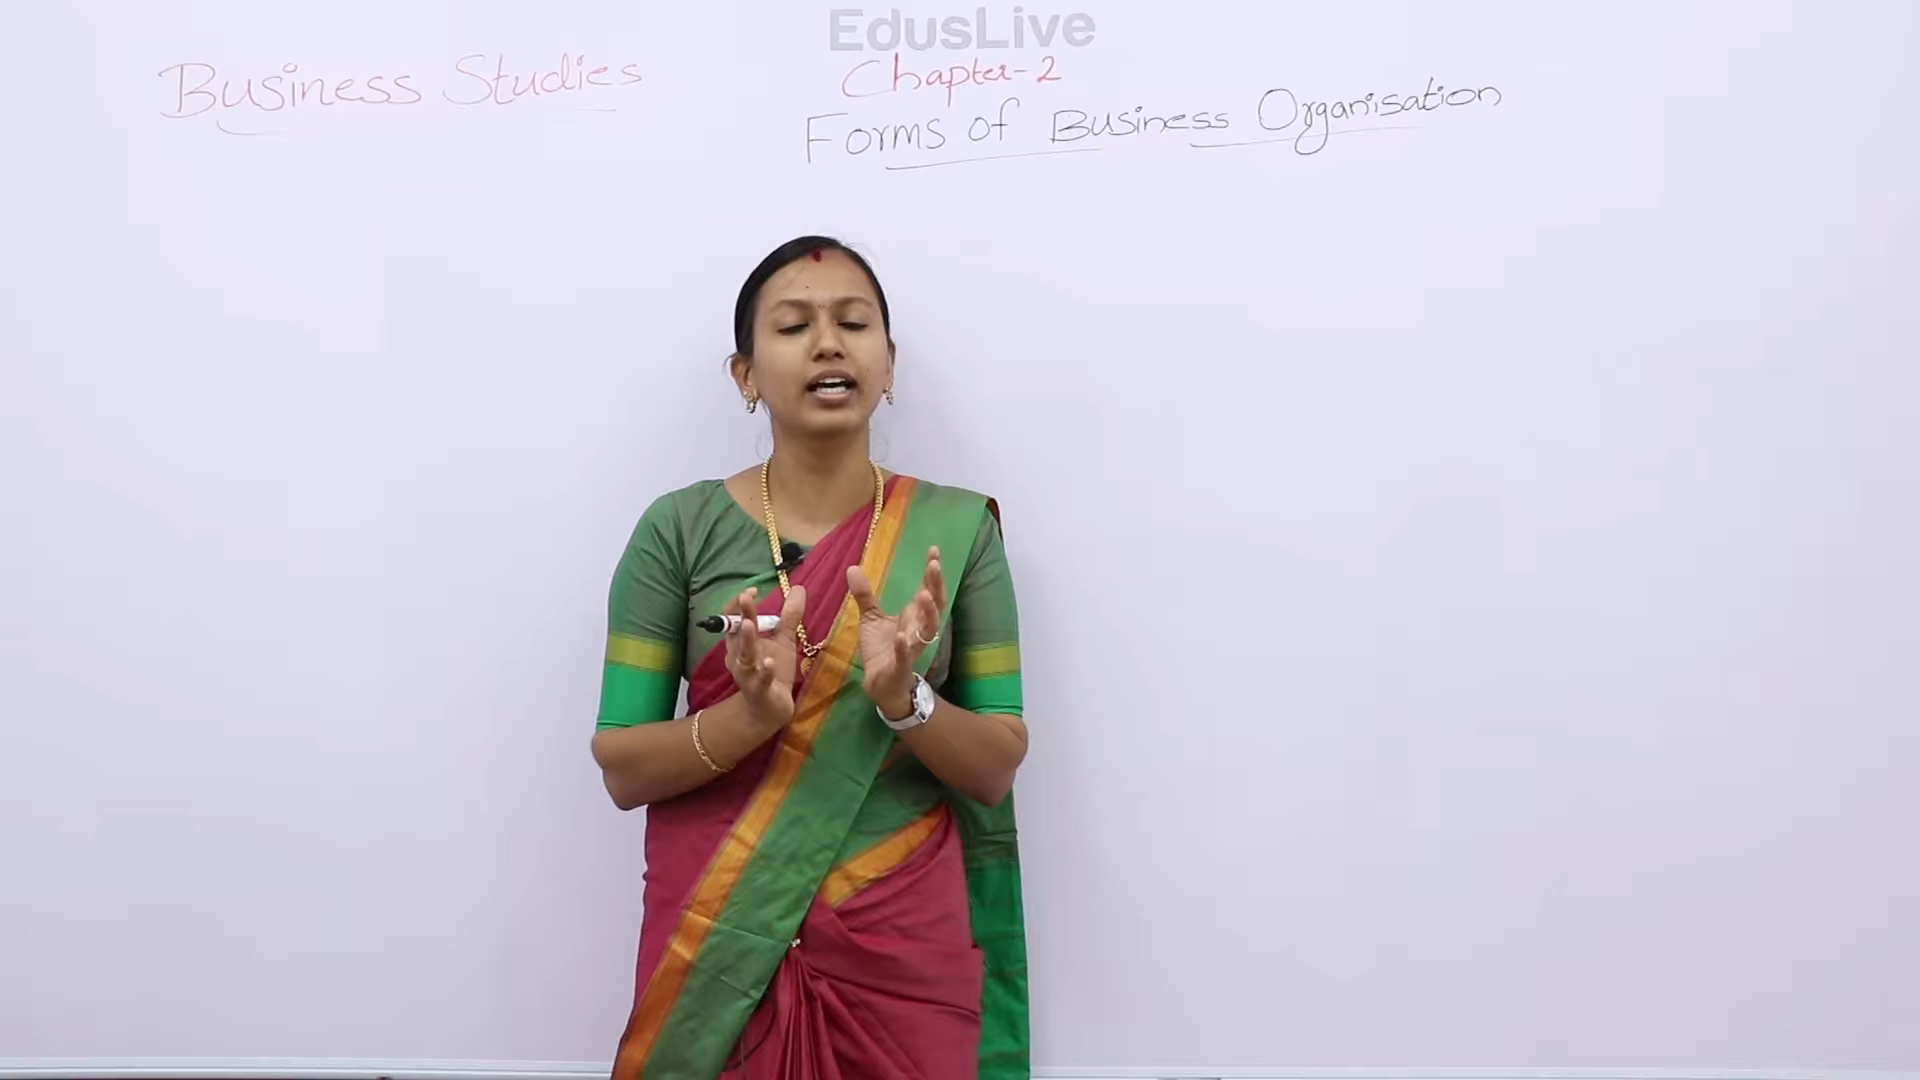 EdusLive
Business Studies
Chapter-2
Forms of Business Organisation